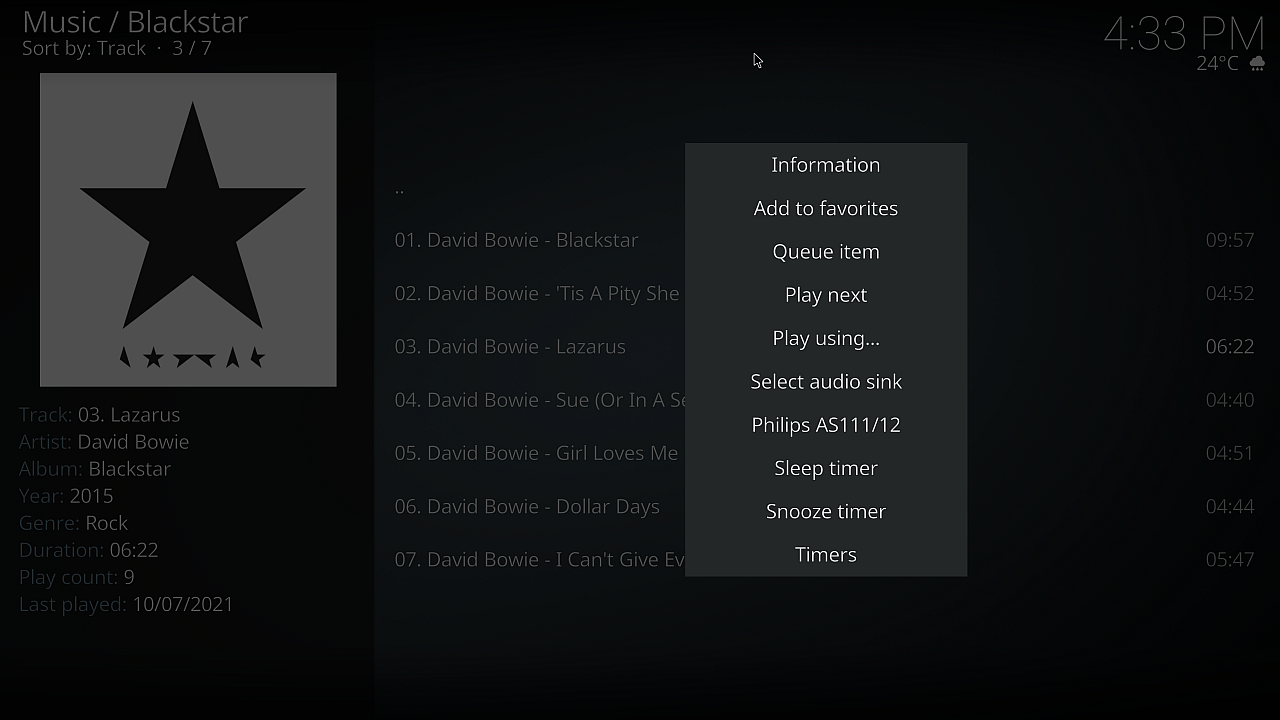 Music / Blackstar
Sort by: Track · 3 / 7
4:33 PM
24°C
..
01. David Bowie - Blackstar 09:57
02. David Bowie - 'Tis A Pity She 04:52
03. David Bowie - Lazarus 06:22
04. David Bowie - Sue (Or In A Se 04:40
05. David Bowie - Girl Loves Me 04:51
06. David Bowie - Dollar Days 04:44
07. David Bowie - I Can't Give Ev 05:47
Information
Add to favorites
Queue item
Play next
Play using...
Select audio sink
Philips AS111/12
Sleep timer
Snooze timer
Timers
Track: 03. Lazarus
Artist: David Bowie
Album: Blackstar
Year: 2015
Genre: Rock
Duration: 06:22
Play count: 9
Last played: 10/07/2021